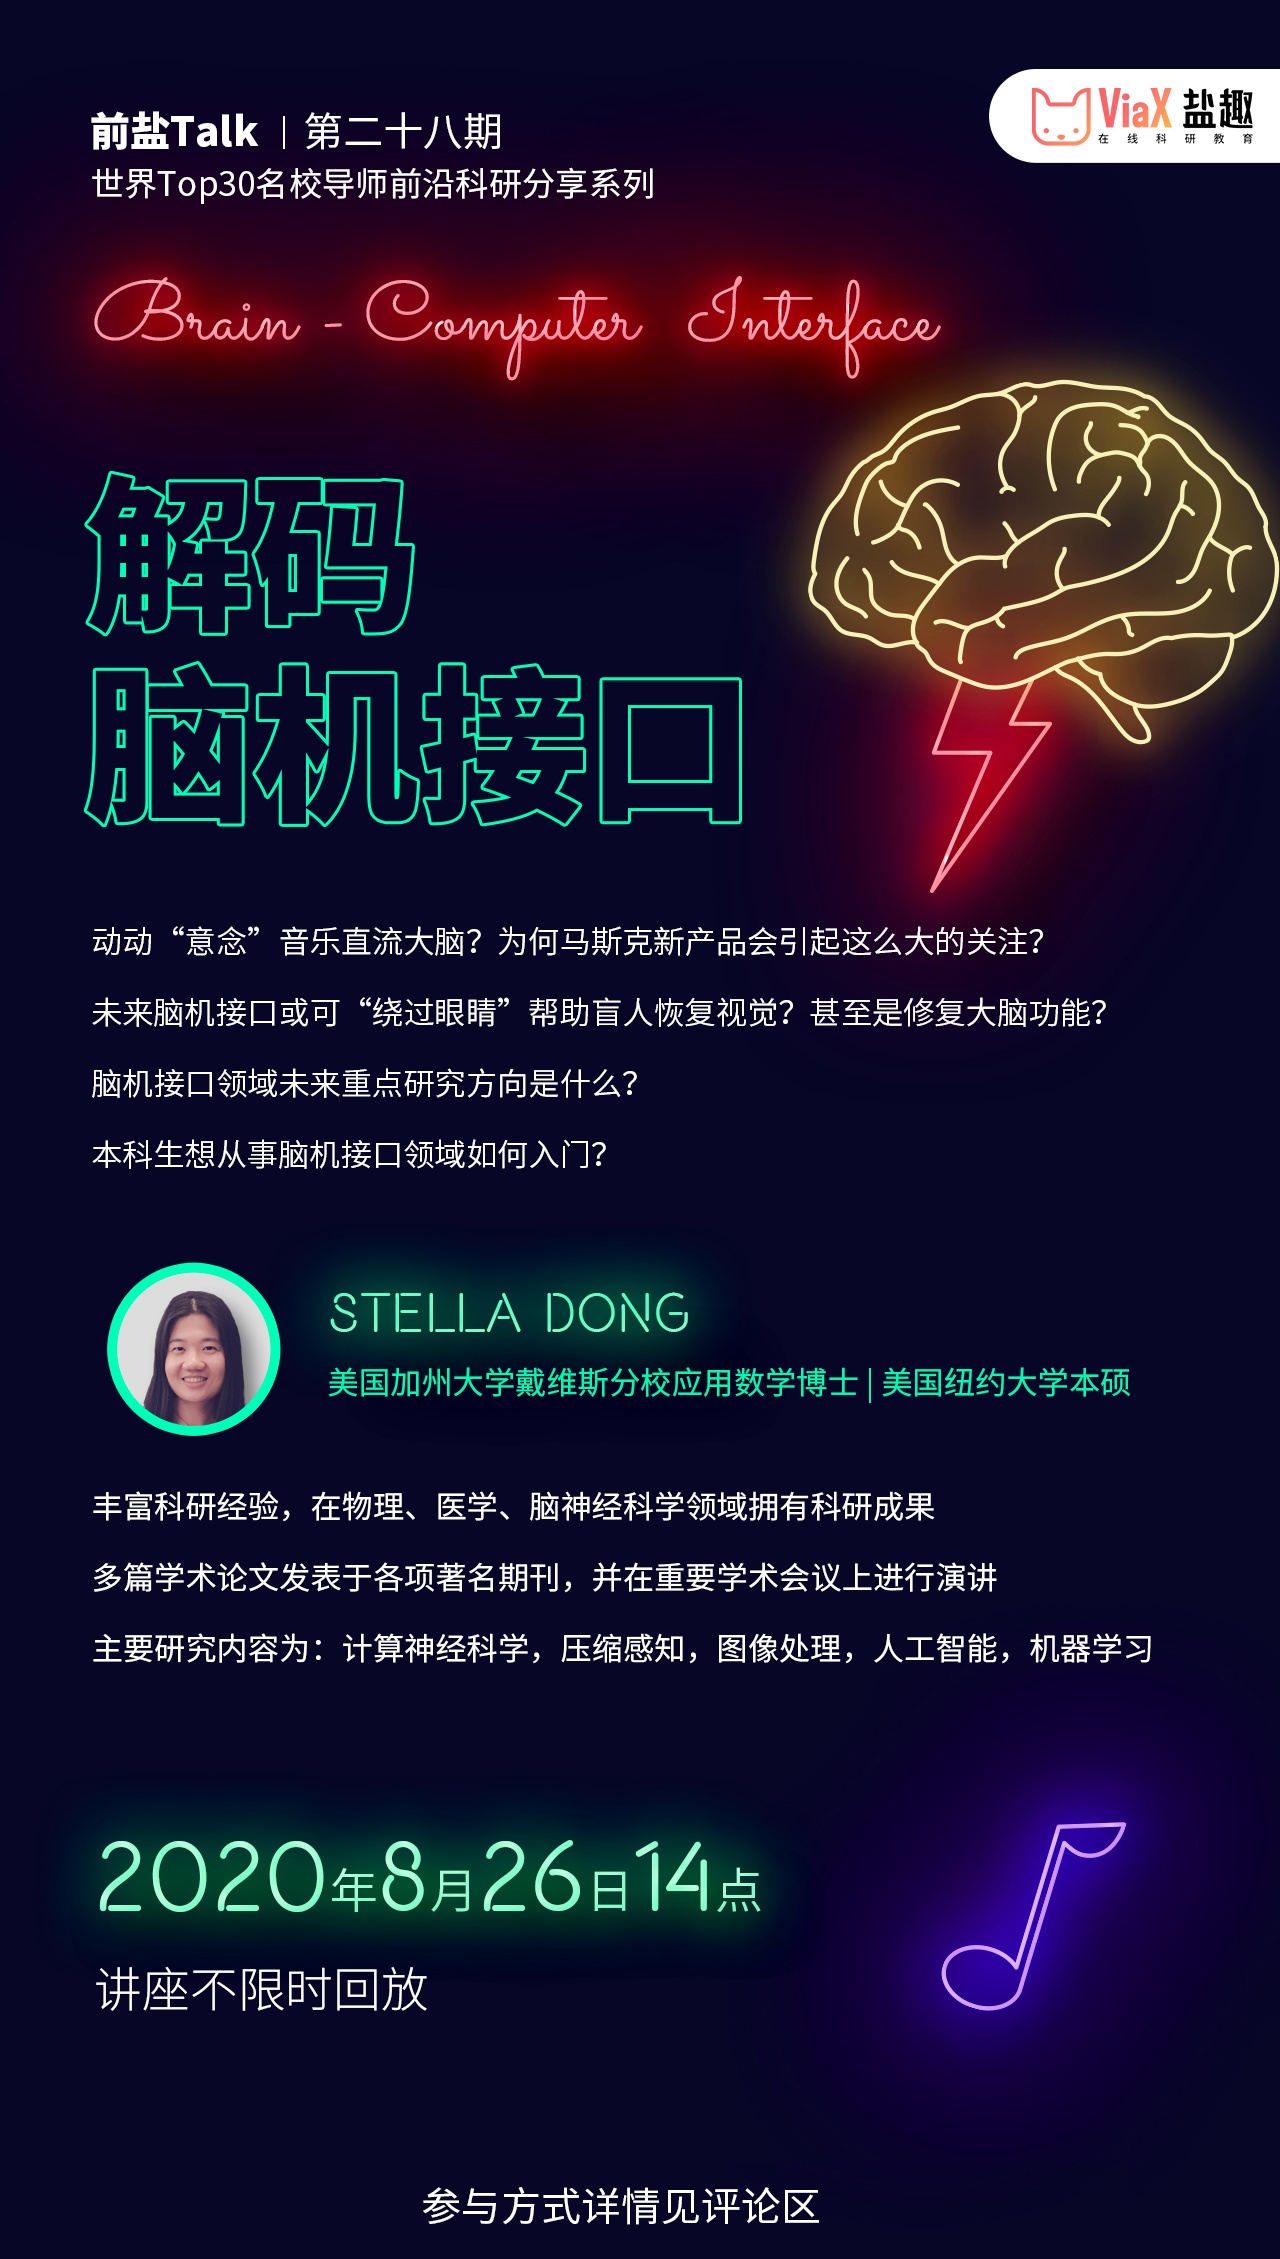 前盐Talk | 第二十八期
ViaX 盐趣
在线科研教育
世界Top30名校导师前沿科研分享系列
Brain - Computer Interface
解码
脑机接口
动动“意念”音乐直流大脑？为何马斯克新产品会引起这么大的关注？
未来脑机接口或可“绕过眼睛”帮助盲人恢复视觉？甚至是修复大脑功能？
脑机接口领域未来重点研究方向是什么？
本科生想从事脑机接口领域如何入门？
STELLA DONG
美国加州大学戴维斯分校应用数学博士 | 美国纽约大学本硕
丰富科研经验，在物理、医学、脑神经科学领域拥有科研成果
多篇学术论文发表于各项著名期刊，并在重要学术会议上进行演讲
主要研究内容为：计算神经科学，压缩感知，图像处理，人工智能，机器学习
2020年8月26日14点
讲座不限时回放
参与方式详情见评论区